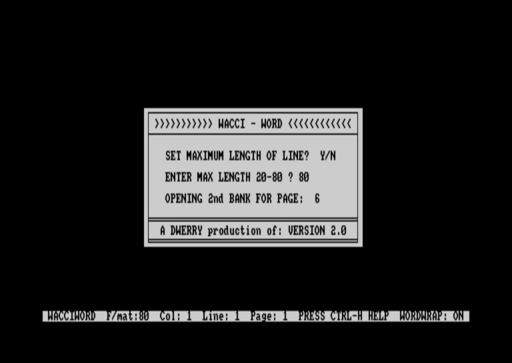 >>>>>>>>>>> WACCI - WORD <<<<<<<<<<<<
SET MAXIMUM LENGTH OF LINE? Y/N
ENTER MAX LENGTH 20-80 ? 80
OPENING 2nd BANK FOR PAGE: 6
A DWERRY production of: VERSION 2.0
WACCIWORD F/mat:80 Col: 1 Line: 1 Page: 1 PRESS CTRL-H HELP WORDWRAP: ON